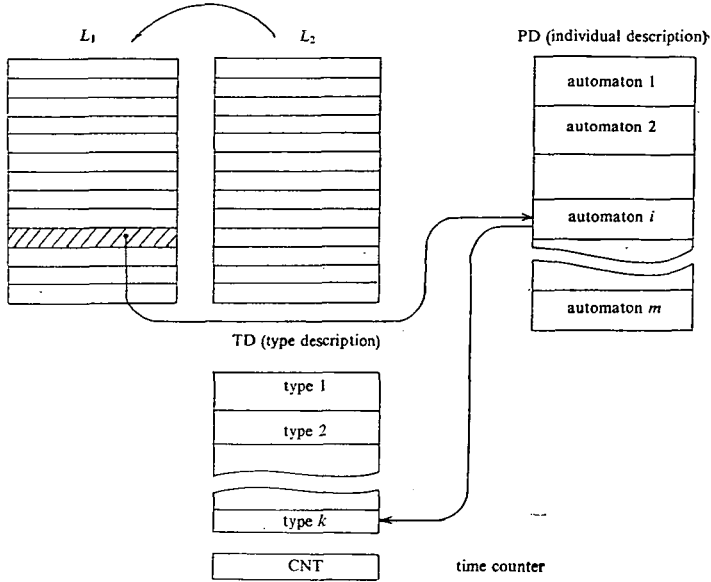 L₁
L₂
PD (individual description)
automaton 1
automaton 2
automaton i
automaton m
TD (type description)
type 1
type 2
type k
CNT
time counter